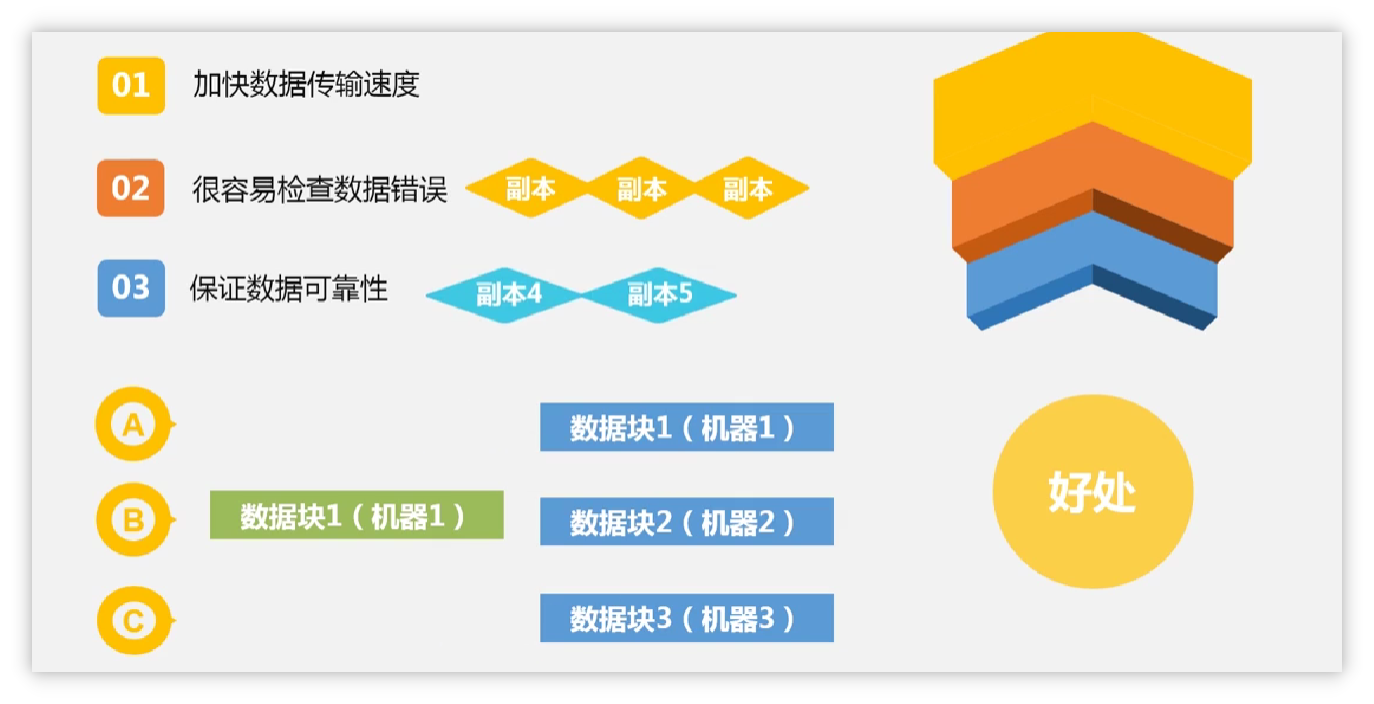 01 加快数据传输速度
02 很容易检查数据错误 副本 副本 副本
03 保证数据可靠性 副本4 副本5
A
数据块1（机器1）
B
数据块1（机器1）
数据块2（机器2）
好处
C
数据块3（机器3）